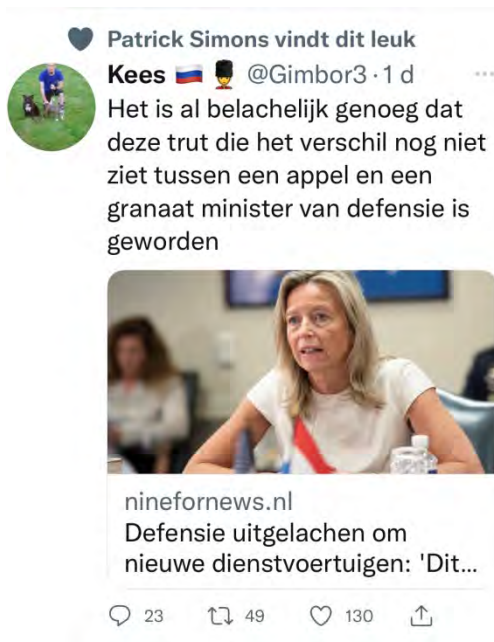 Patrick Simons vindt dit leuk
Kees 🇷🇺 💂 @Gimbor3 · 1 d ...
Het is al belachelijk genoeg dat
deze trut die het verschil nog niet
ziet tussen een appel en een
granaat minister van defensie is
geworden
ninefornews.nl
Defensie uitgelachen om
nieuwe dienstvoertuigen: 'Dit...
23 49 130